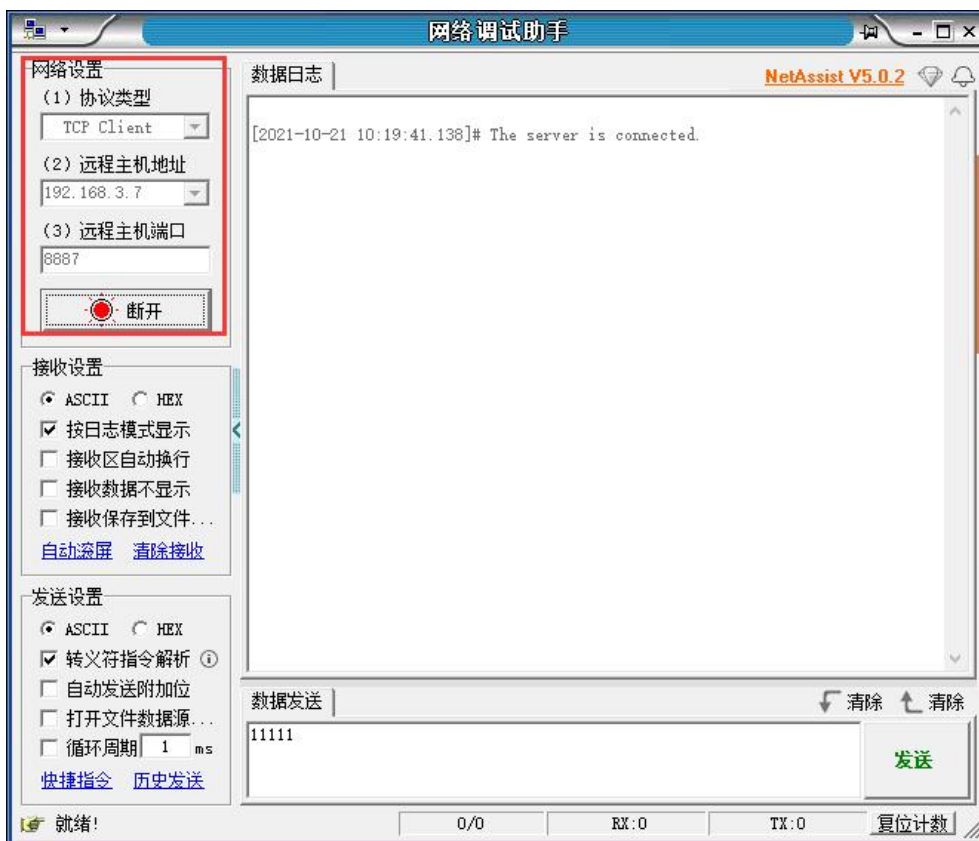 网络调试助手
网络设置
(1) 协议类型
TCP Client
(2) 远程主机地址
192.168.3.7
(3) 远程主机端口
8887
断开
接收设置
ASCII HEX
按日志模式显示
接收区自动换行
接收数据不显示
接收保存到文件...
自动滚屏 清除接收
发送设置
ASCII HEX
转义符指令解析
自动发送附加位
打开文件数据源...
循环周期 1 ms
快捷指令 历史发送
数据日志
NetAssist V5.0.2
[2021-10-21 10:19:41.138]# The server is connected.
数据发送 清除 清除
11111
发送
就绪! 0/0 RX:0 TX:0 复位计数